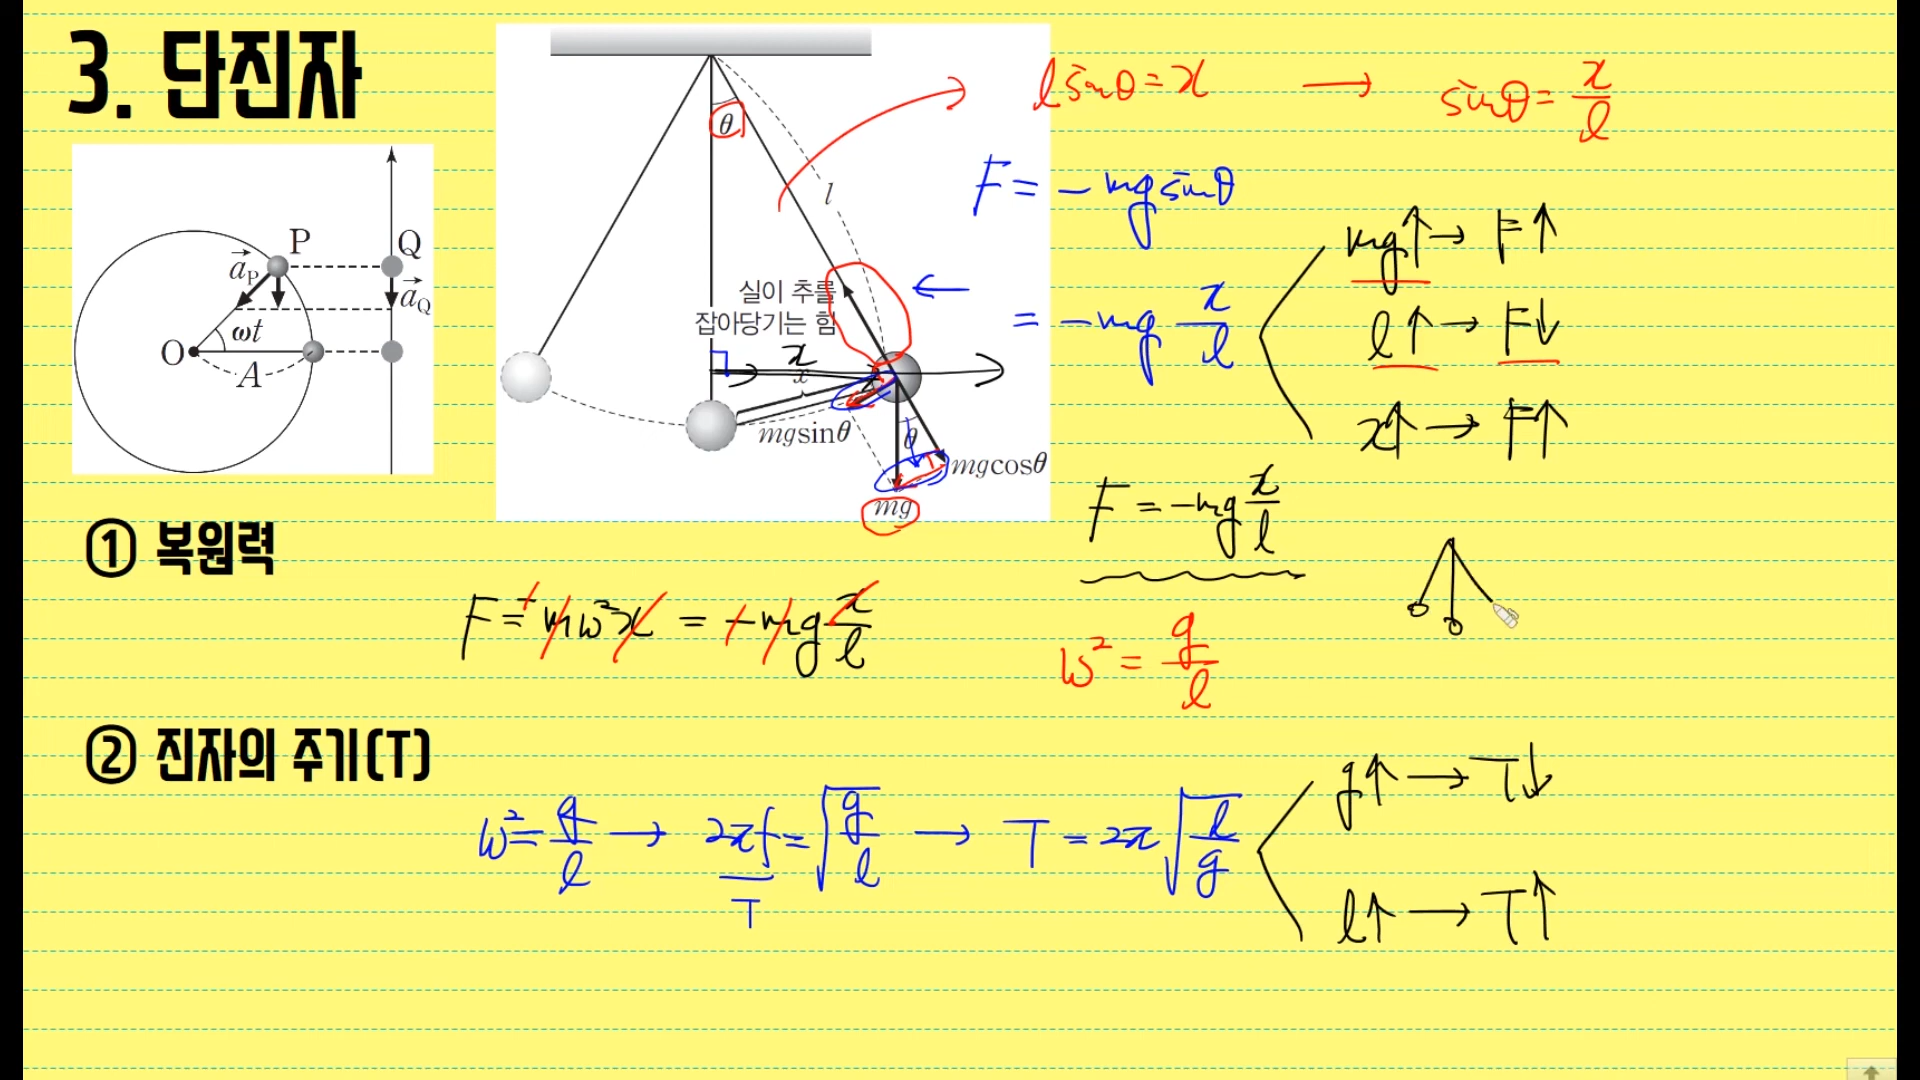 3. 단진자
P
Q
a⃗P
a⃗Q
ωt
O
A
θ
l
실이 추를
잡아당기는 힘
x
x
mgsinθ
θ
mgcosθ
mg
lsinθ = x → sinθ = x/l
F = -mgsinθ
= -mg x/l
mg↑ → F↑
l↑ → F↓
x↑ → F↑
F = -mg x/l
① 복원력
F = -mω²x = -mg x/l
ω² = g/l
② 진자의 주기(T)
ω² = g/l → 2πf = √(g/l) → T = 2π√(l/g)
T
g↑ → T↓
l↑ → T↑